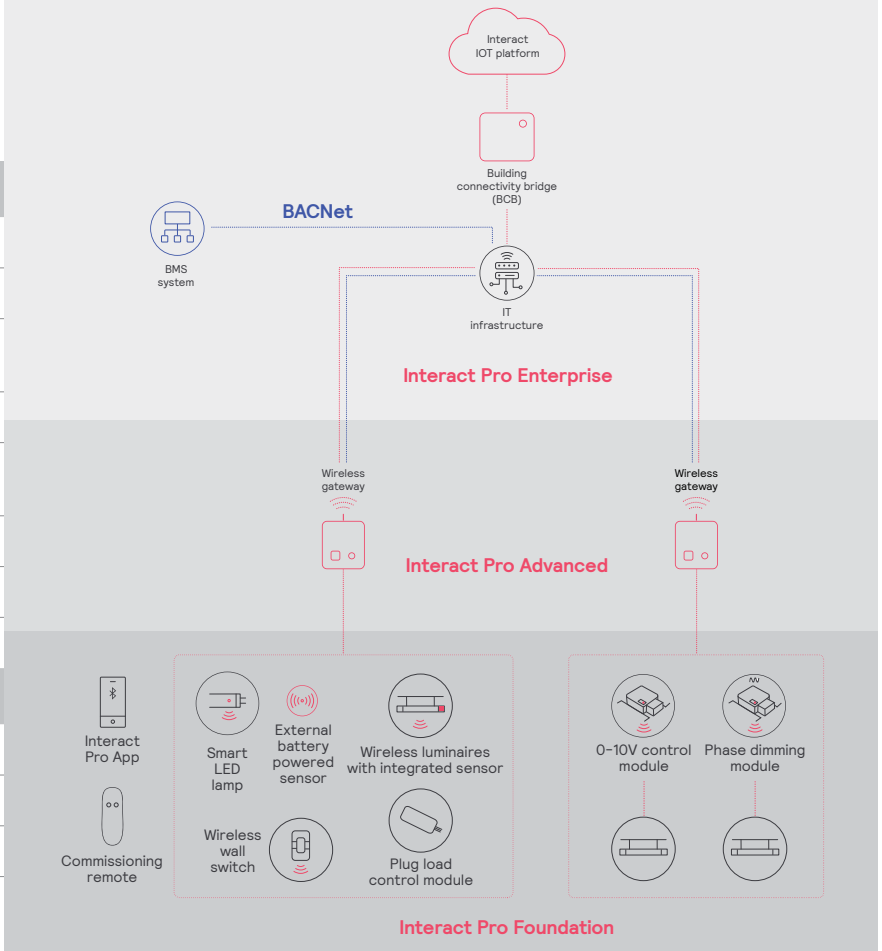 Interact
IOT platform
Building
connectivity bridge
(BCB)
BACNet
BMS
system
IT
infrastructure
Interact Pro Enterprise
Wireless
gateway
Wireless
gateway
Interact Pro Advanced
Interact
Pro App
Smart
LED
lamp
External
battery
powered
sensor
Wireless luminaires
with integrated sensor
0-10V control
module
Phase dimming
module
Commissioning
remote
Wireless
wall
switch
Plug load
control module
Interact Pro Foundation